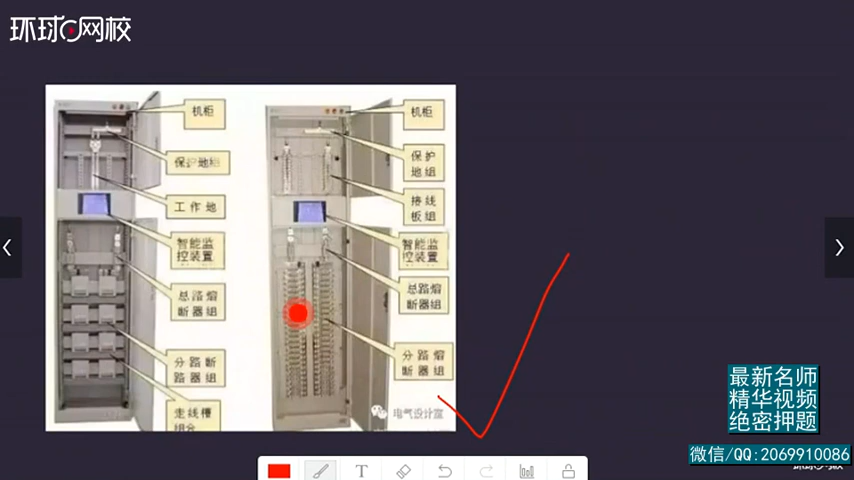 环球网校
机柜
保护地排
工作地
智能监
控装置
总路熔
断器组
分路断
路器组
走线槽
组合
机柜
保护
地组
接线
板组
智能监
控装置
总路熔
断器组
分路熔
断器组
电气设计室
最新名师
精华视频
绝密押题
微信/QQ:2069910086
T